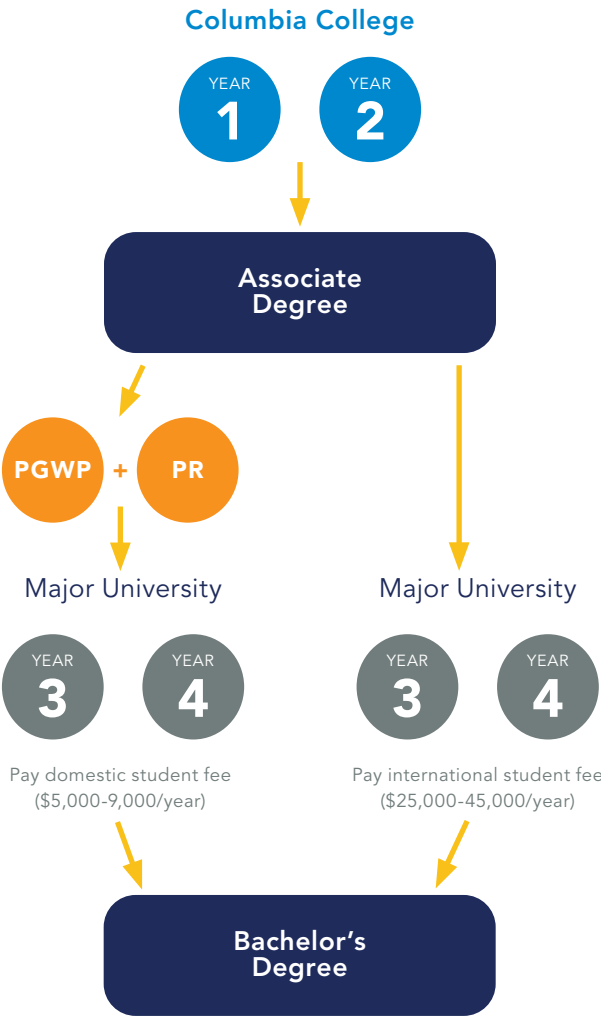 Columbia College
YEAR
1
YEAR
2
Associate
Degree
PGWP + PR
Major University
YEAR
3
YEAR
4
Pay domestic student fee
($5,000-9,000/year)
Major University
YEAR
3
YEAR
4
Pay international student fee
($25,000-45,000/year)
Bachelor's
Degree